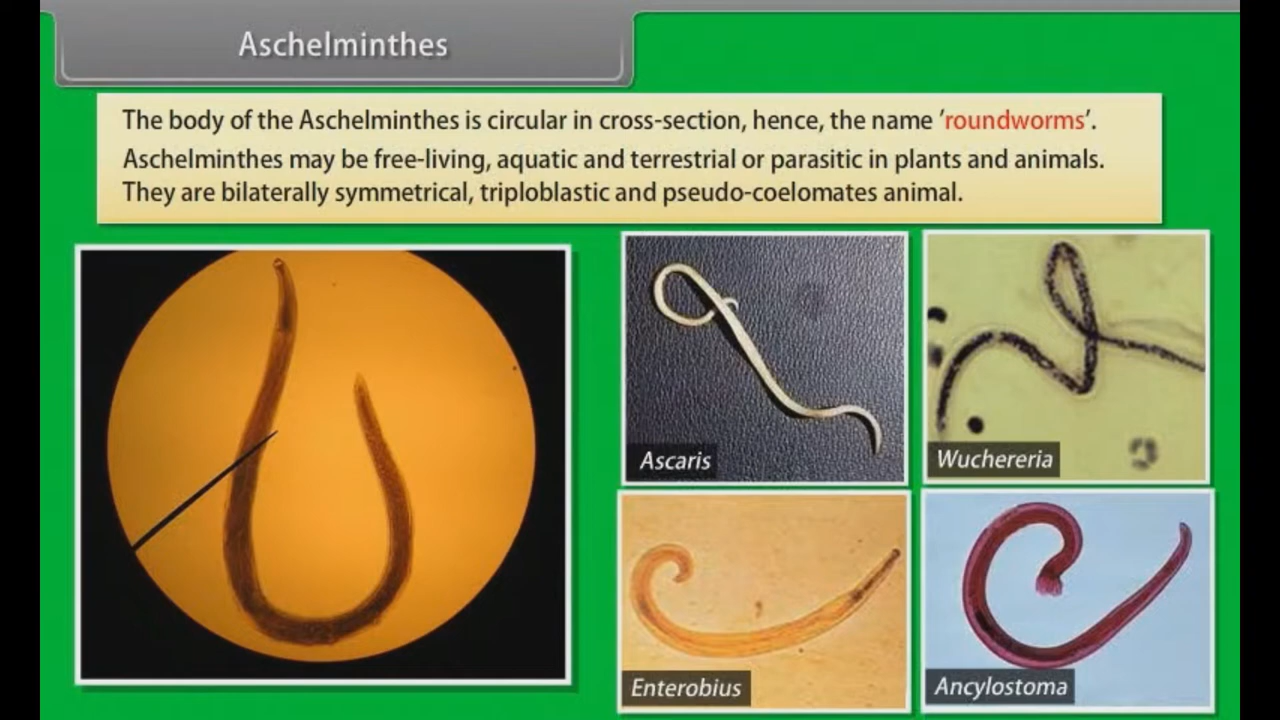 Aschelminthes
The body of the Aschelminthes is circular in cross-section, hence, the name 'roundworms'.
Aschelminthes may be free-living, aquatic and terrestrial or parasitic in plants and animals.
They are bilaterally symmetrical, triploblastic and pseudo-coelomates animal.
Ascaris
Wuchereria
Enterobius
Ancylostoma